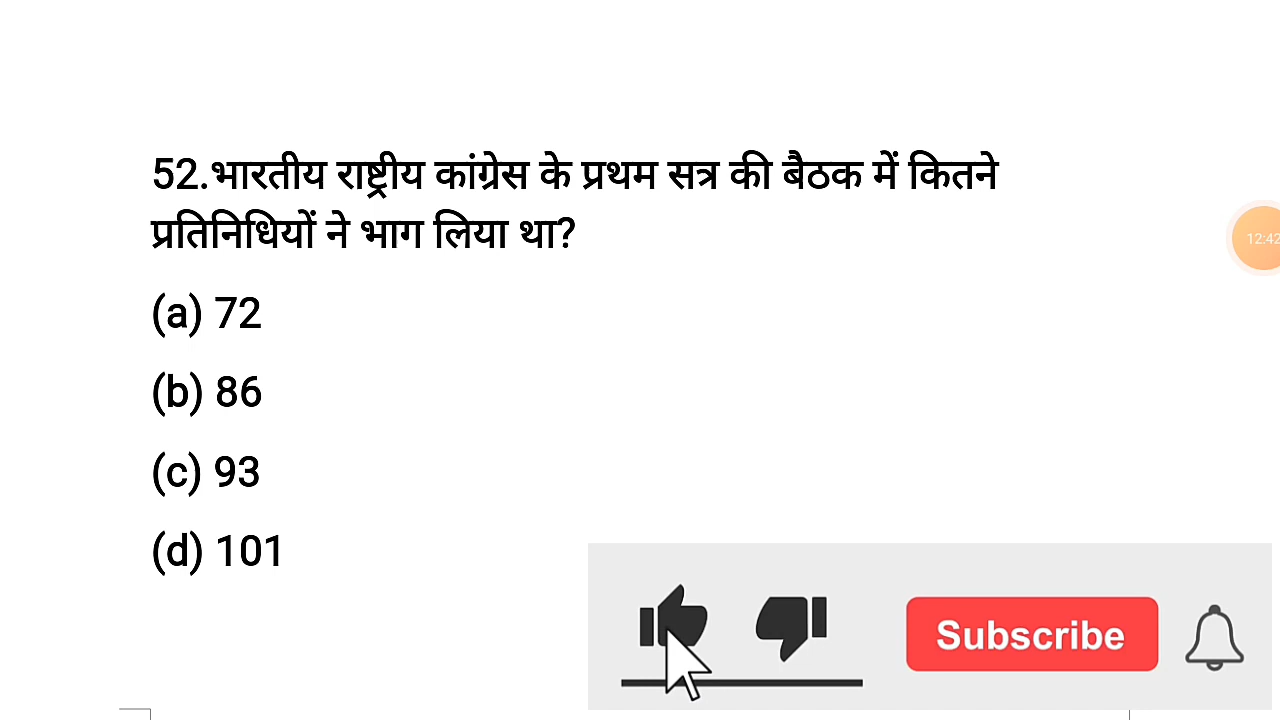 52.भारतीय राष्ट्रीय कांग्रेस के प्रथम सत्र की बैठक में कितने
प्रतिनिधियों ने भाग लिया था?
(a) 72
(b) 86
(c) 93
(d) 101
12:42
Subscribe